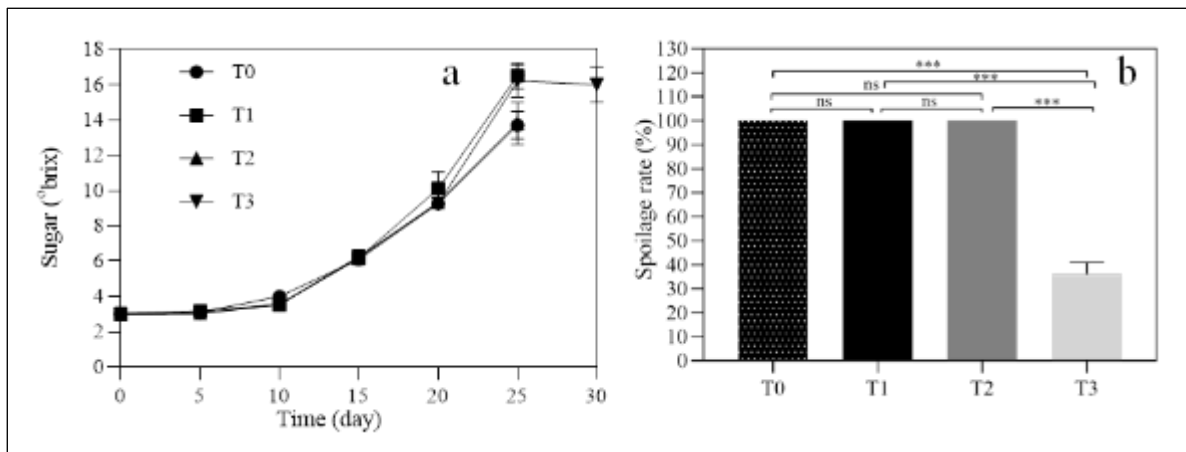 18
16
14
12
10
8
6
4
2
0
Sugar (°brix)
T0
T1
T2
T3
a
0 5 10 15 20 25 30
Time (day)
130
120
110
100
90
80
70
60
50
40
30
20
10
0
Spoilage rate (%)
b
***
***
ns
ns ns ***
T0 T1 T2 T3